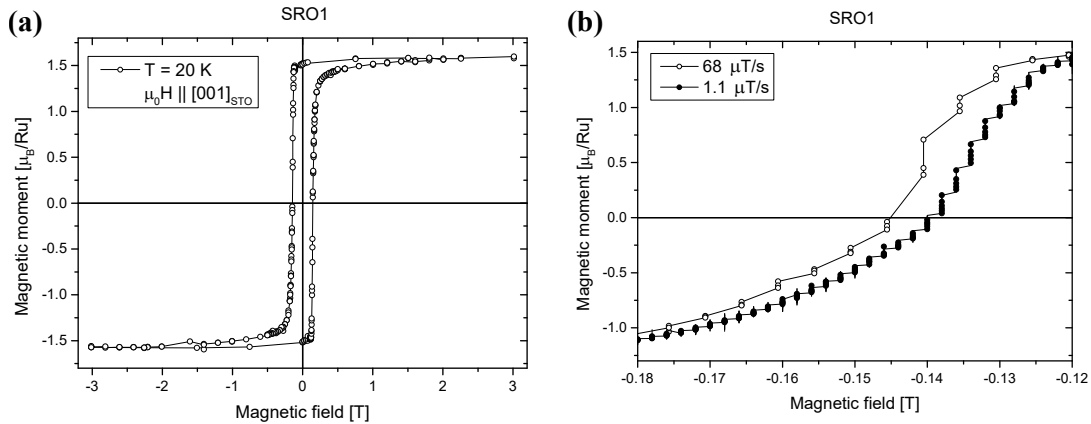 (a)
SRO1
T = 20 K
μ₀H || [001]STO
Magnetic moment [μB/Ru]
1.5
1.0
0.5
0.0
-0.5
-1.0
-1.5
-3
-2
-1
0
1
2
3
Magnetic field [T]
(b)
SRO1
68 μT/s
1.1 μT/s
Magnetic moment [μB/Ru]
1.5
1.0
0.5
0.0
-0.5
-1.0
-0.18
-0.17
-0.16
-0.15
-0.14
-0.13
-0.12
Magnetic field [T]